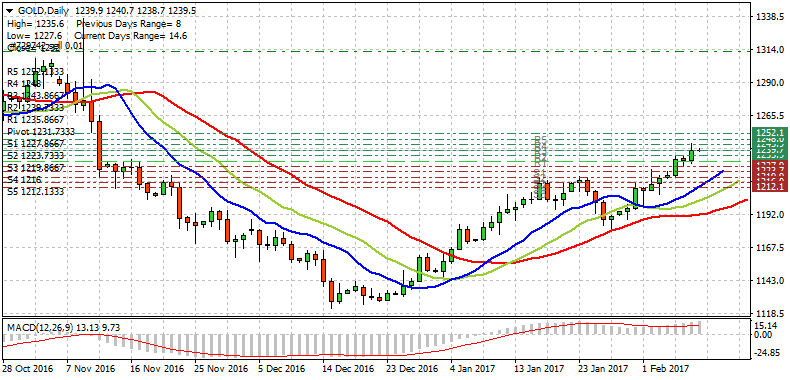 GOLD,Daily 1239.9 1240.7 1238.7 1239.5
High= 1235.6 Previous Days Range= 8
Low= 1227.6 Current Days Range= 14.6
R1 1235.8667
Pivot 1231.7333
S1 1227.8667
S2 1223.7333
S3 1219.8667
S4 1216
S5 1212.1333
1338.5
1314.0
1290.0
1265.5
1252.1
1212.1
1192.0
1167.5
1143.0
1118.5
MACD(12,26,9) 13.13 9.73
15.14
0.00
-24.85
28 Oct 2016 7 Nov 2016 16 Nov 2016 25 Nov 2016 5 Dec 2016 14 Dec 2016 23 Dec 2016 4 Jan 2017 13 Jan 2017 23 Jan 2017 1 Feb 2017